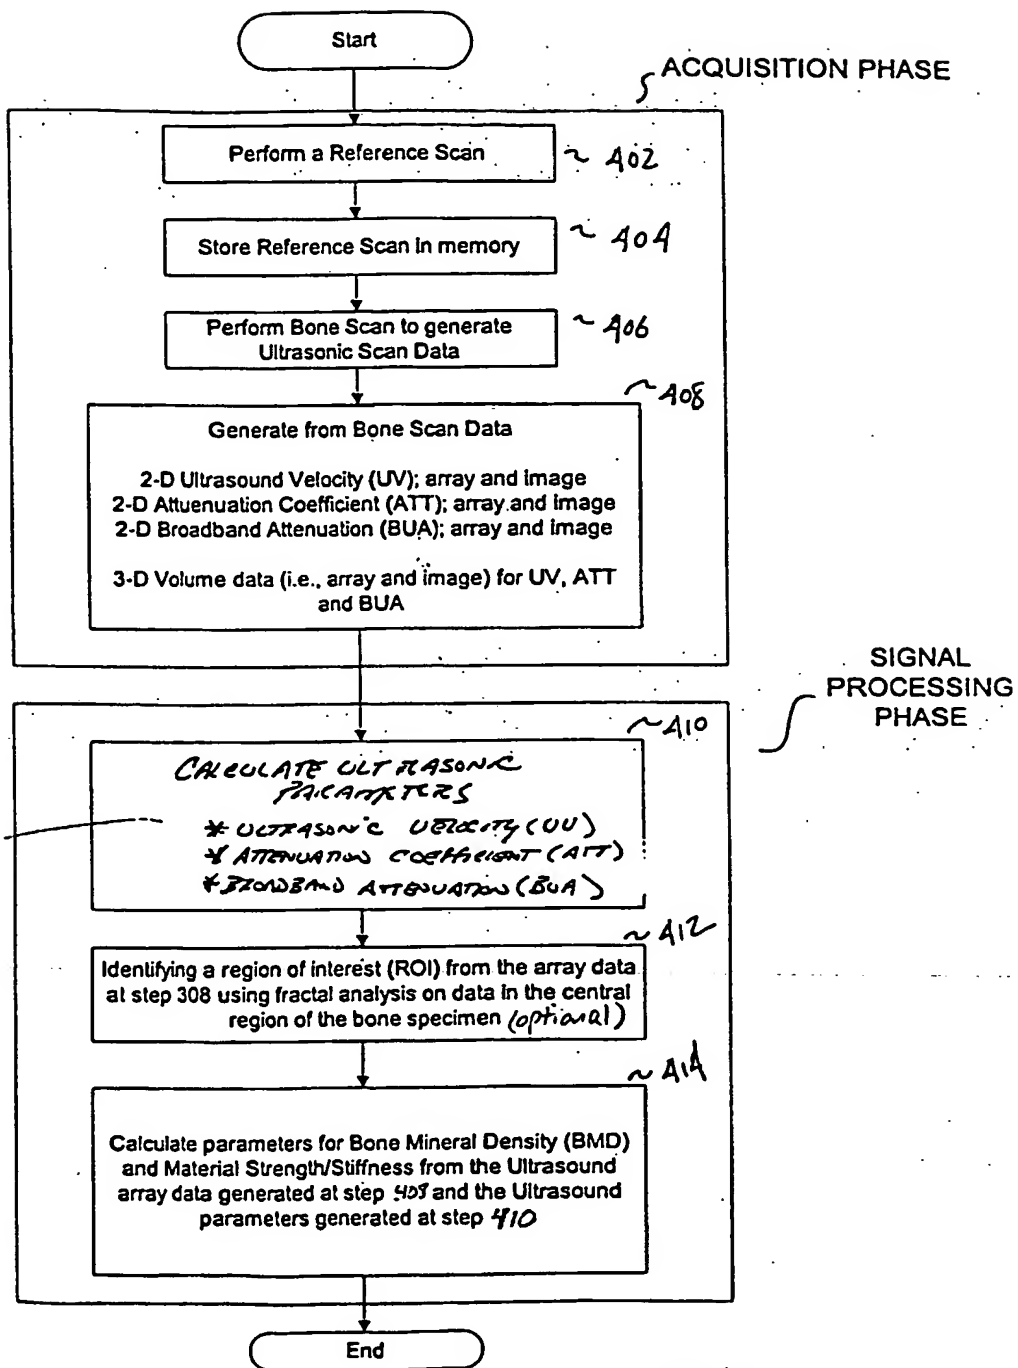 Start
ACQUISITION PHASE
Perform a Reference Scan
~ 402
Store Reference Scan in memory
~ 404
Perform Bone Scan to generate
Ultrasonic Scan Data
~ 406
~ 408
Generate from Bone Scan Data
2-D Ultrasound Velocity (UV); array and image
2-D Attuenuation Coefficient (ATT); array and image
2-D Broadband Attenuation (BUA); array and image
3-D Volume data (i.e., array and image) for UV, ATT
and BUA
SIGNAL
PROCESSING
PHASE
~ 410
CALCULATE ULTRASONIC
PARAMETERS
* ULTRASONIC VELOCITY (UV)
* ATTENUATION COEFFICIENT (ATT)
* BROADBAND ATTENUATION (BUA)
~ 412
Identifying a region of interest (ROI) from the array data
at step 308 using fractal analysis on data in the central
region of the bone specimen (optional)
~ 414
Calculate parameters for Bone Mineral Density (BMD)
and Material Strength/Stiffness from the Ultrasound
array data generated at step 408 and the Ultrasound
parameters generated at step 410
End